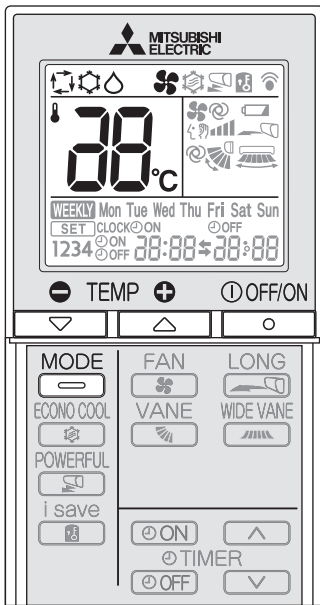 MITSUBISHI
ELECTRIC
88°C
WEEKLY Mon Tue Wed Thu Fri Sat Sun
SET CLOCK ON OFF
1234 ON OFF 88:88 88:88
TEMP OFF/ON
MODE FAN LONG
ECONO COOL VANE WIDE VANE
POWERFUL
i save
ON
TIMER
OFF